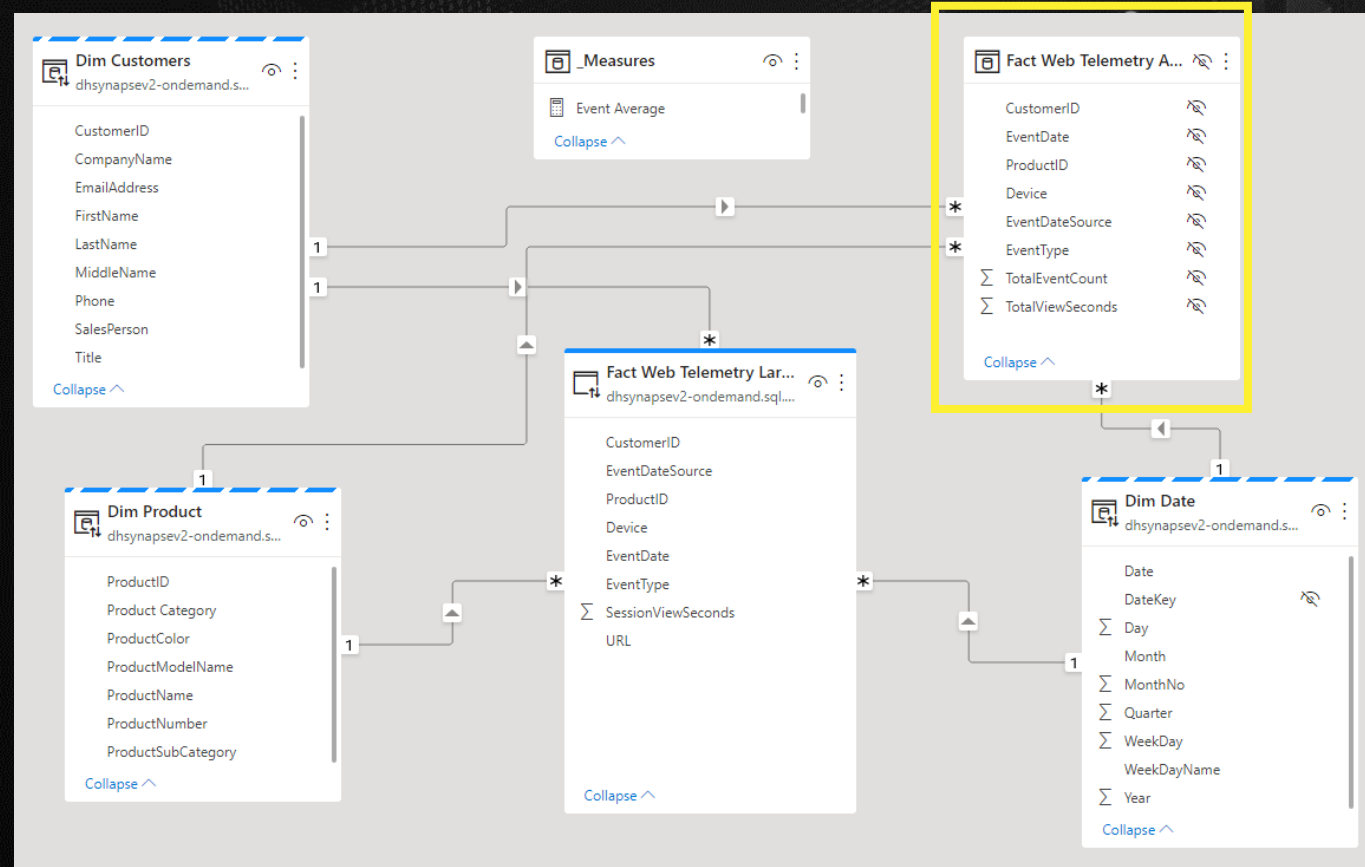 Dim Customers
dhsynapsev2-ondemand.s...
CustomerID
CompanyName
EmailAddress
FirstName
LastName
MiddleName
Phone
SalesPerson
Title
Collapse
_Measures
Event Average
Collapse
Fact Web Telemetry A...
CustomerID
EventDate
ProductID
Device
EventDateSource
EventType
∑ TotalEventCount
∑ TotalViewSeconds
Collapse
1
1
*
*
*
*
1
1
Fact Web Telemetry Lar...
dhsynapsev2-ondemand.sql....
CustomerID
EventDateSource
ProductID
Device
EventDate
EventType
∑ SessionViewSeconds
URL
Collapse
*
*
1
1
Dim Product
dhsynapsev2-ondemand.s...
ProductID
Product Category
ProductColor
ProductModelName
ProductName
ProductNumber
ProductSubCategory
Collapse
Dim Date
dhsynapsev2-ondemand.s...
Date
DateKey
∑ Day
Month
∑ MonthNo
∑ Quarter
∑ WeekDay
WeekDayName
∑ Year
Collapse